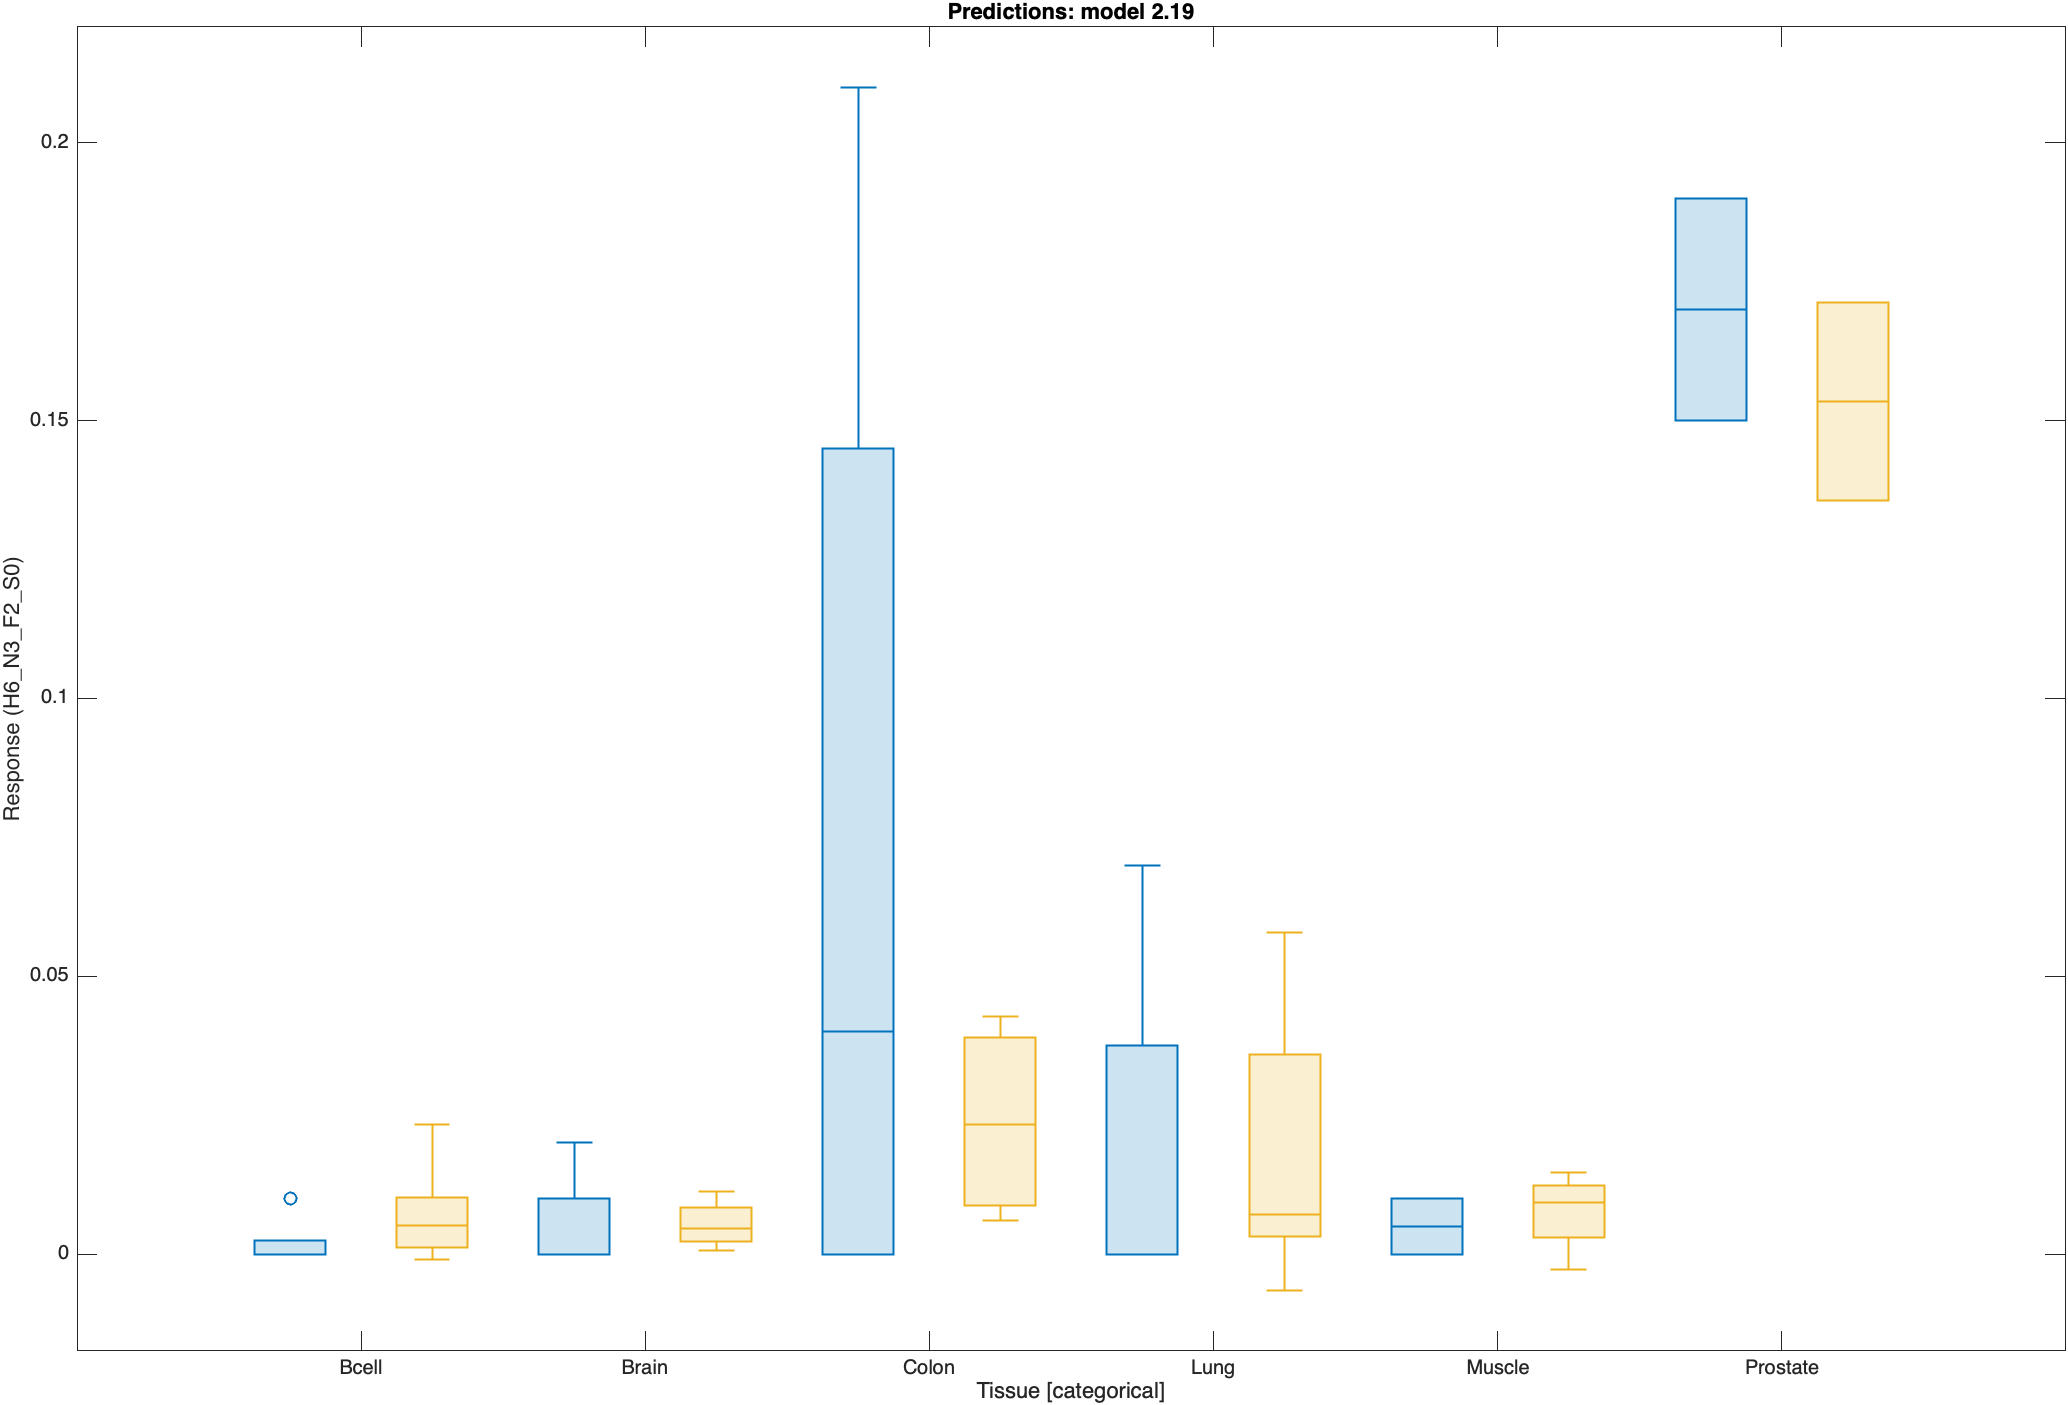 Predictions: model 2.19
0.2
0.15
0.1
0.05
0
Response (H6_N3_F2_S0)
Bcell Brain Colon Lung Muscle Prostate
Tissue [categorical]